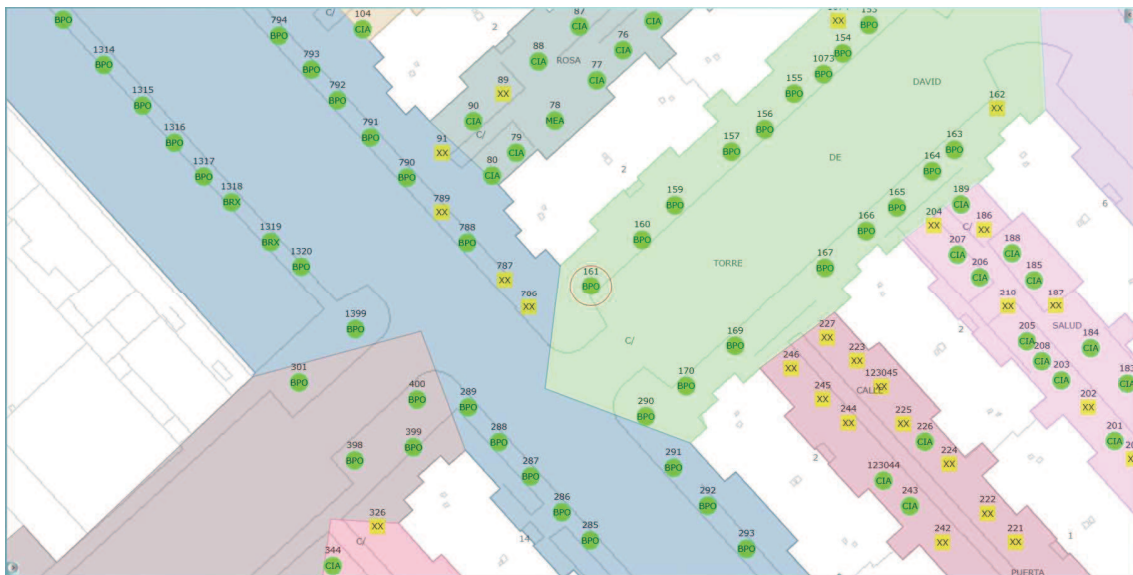 BPO
1314
BPO
1315
BPO
1316
BPO
1317
BPO
1318
BRX
1319
BRX
1320
BPO
1399
BPO
301
BPO
794
BPO
793
BPO
792
BPO
791
BPO
790
BPO
789
XX
788
BPO
787
XX
XX
C/
104
CIA
2
87
CIA
88
CIA
ROSA
CIA
76
CIA
77
CIA
89
XX
90
CIA
C/
78
MEA
91
XX
79
CIA
80
CIA
2
XX
BPO
154
BPO
1073
BPO
155
BPO
156
BPO
157
BPO
159
BPO
160
BPO
161
BPO
DAVID
DE
TORRE
C/
162
XX
163
BPO
164
BPO
165
BPO
166
BPO
167
BPO
169
BPO
170
BPO
290
BPO
291
BPO
292
BPO
293
BPO
400
BPO
399
BPO
398
BPO
289
BPO
288
BPO
287
BPO
286
BPO
285
BPO
14
326
XX
C/
344
CIA
6
189
CIA
204
XX
C/
186
XX
207
CIA
188
CIA
206
CIA
185
CIA
XX
187
XX
2
SALUD
205
CIA
208
CIA
203
CIA
184
CIA
183
CIA
202
XX
201
CIA
227
XX
246
XX
223
XX
123045
XX
CALLE
245
XX
244
XX
225
XX
226
CIA
224
XX
2
123044
CIA
243
CIA
242
XX
222
XX
221
XX
1
PUERTA